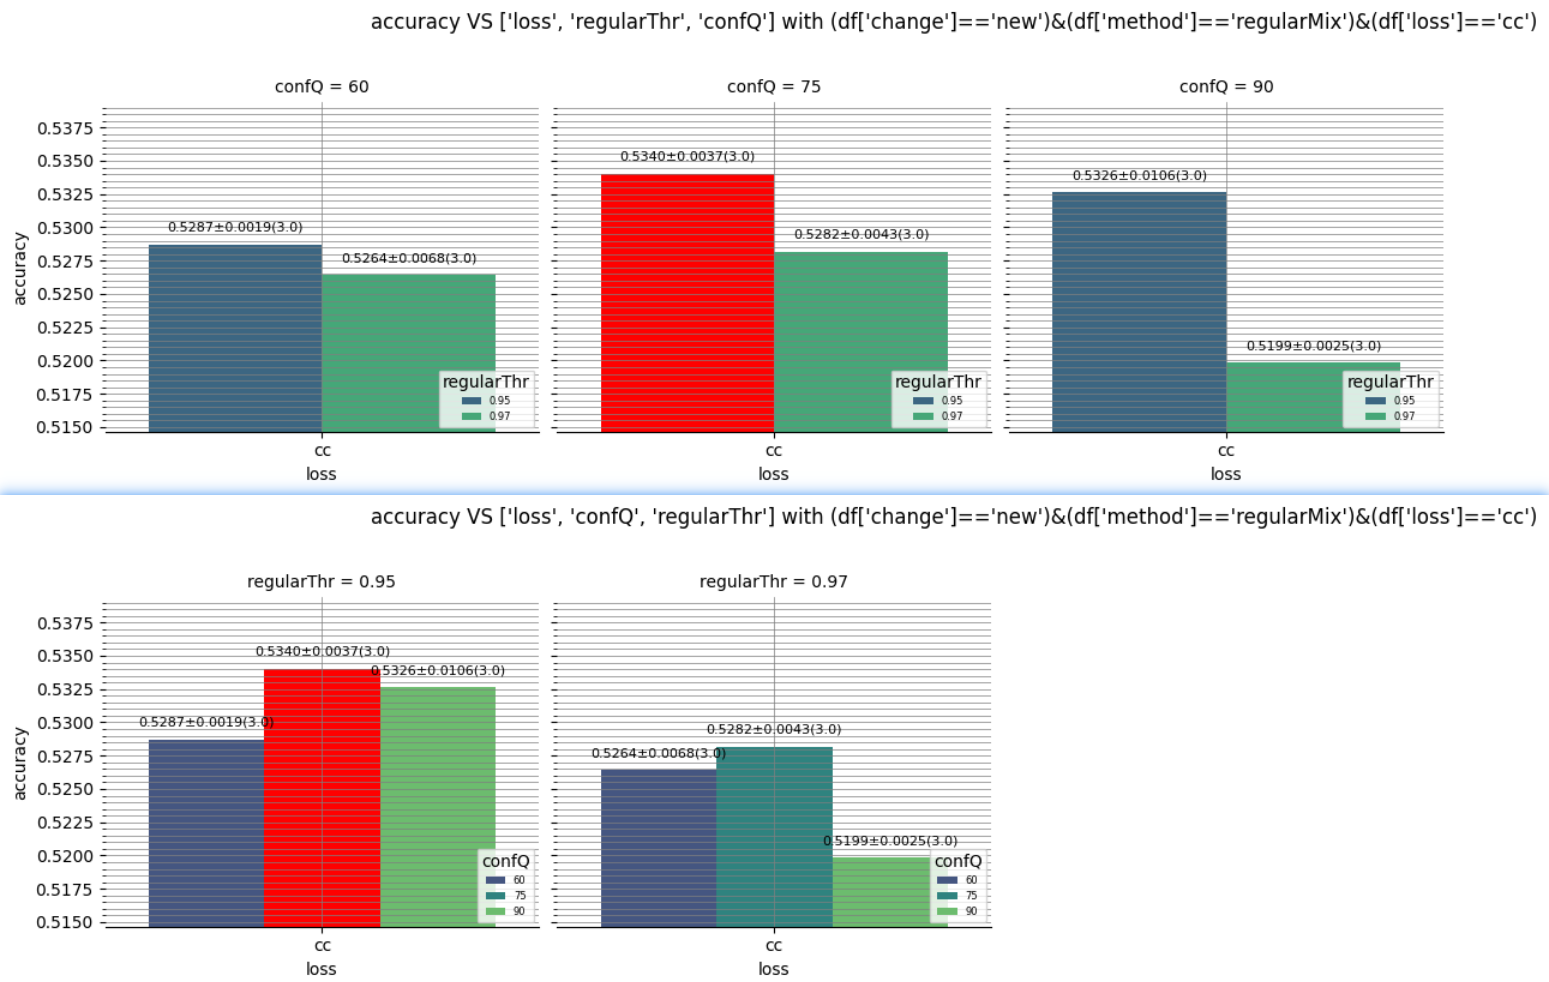 accuracy VS ['loss', 'regularThr', 'confQ'] with (df['change']=='new')&(df['method']=='regularMix')&(df['loss']=='cc')
confQ = 60
confQ = 75
confQ = 90
accuracy
0.5375
0.5350
0.5325
0.5300
0.5275
0.5250
0.5225
0.5200
0.5175
0.5150
0.5287±0.0019(3.0)
0.5264±0.0068(3.0)
regularThr
0.95
0.97
cc
loss
0.5340±0.0037(3.0)
0.5282±0.0043(3.0)
regularThr
0.95
0.97
cc
loss
0.5326±0.0106(3.0)
0.5199±0.0025(3.0)
regularThr
0.95
0.97
cc
loss
accuracy VS ['loss', 'confQ', 'regularThr'] with (df['change']=='new')&(df['method']=='regularMix')&(df['loss']=='cc')
regularThr = 0.95
regularThr = 0.97
accuracy
0.5375
0.5350
0.5325
0.5300
0.5275
0.5250
0.5225
0.5200
0.5175
0.5150
0.5287±0.0019(3.0)
0.5340±0.0037(3.0)
0.5326±0.0106(3.0)
confQ
60
75
90
cc
loss
0.5264±0.0068(3.0)
0.5282±0.0043(3.0)
0.5199±0.0025(3.0)
confQ
60
75
90
cc
loss